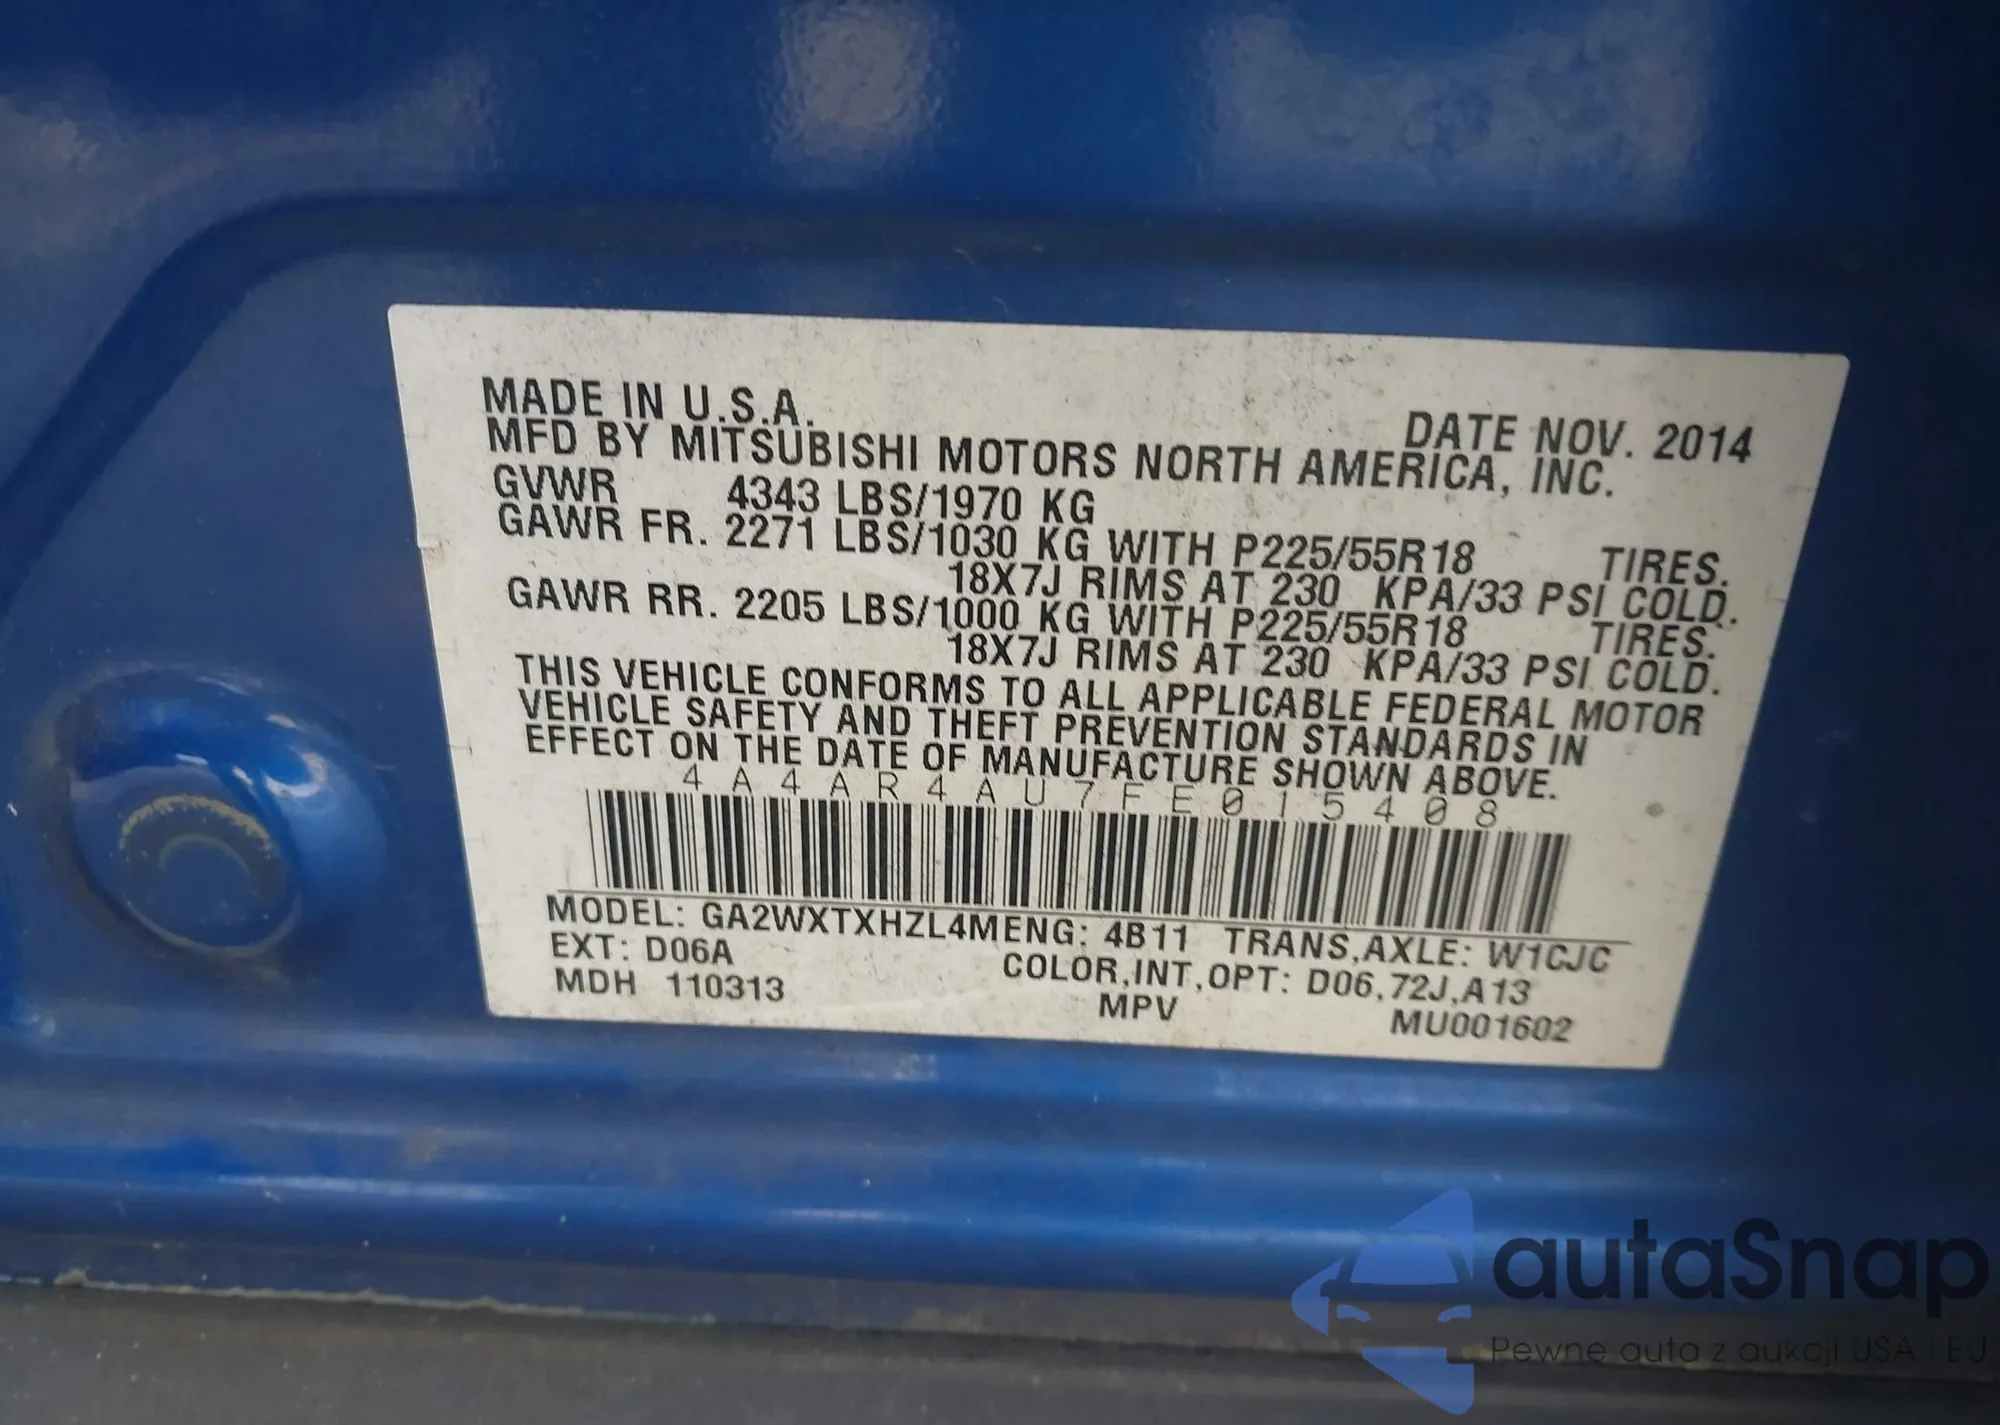 MADE IN U.S.A.
DATE NOV. 2014
MFD BY MITSUBISHI MOTORS NORTH AMERICA, INC.
GVWR 4343 LBS/1970 KG
GAWR FR. 2271 LBS/1030 KG WITH P225/55R18 TIRES.
18X7J RIMS AT 230 KPA/33 PSI COLD.
GAWR RR. 2205 LBS/1000 KG WITH P225/55R18 TIRES.
18X7J RIMS AT 230 KPA/33 PSI COLD.
THIS VEHICLE CONFORMS TO ALL APPLICABLE FEDERAL MOTOR
VEHICLE SAFETY AND THEFT PREVENTION STANDARDS IN
EFFECT ON THE DATE OF MANUFACTURE SHOWN ABOVE.
4A4AR4AU7FE015408
MODEL: GA2WXTXHZL4MENG: 4B11 TRANS,AXLE: W1CJC
EXT: D06A COLOR,INT,OPT: D06,72J,A13
MDH 110313 MPV MU001602
autaSnap
Pewne auta z aukcji USA i EU